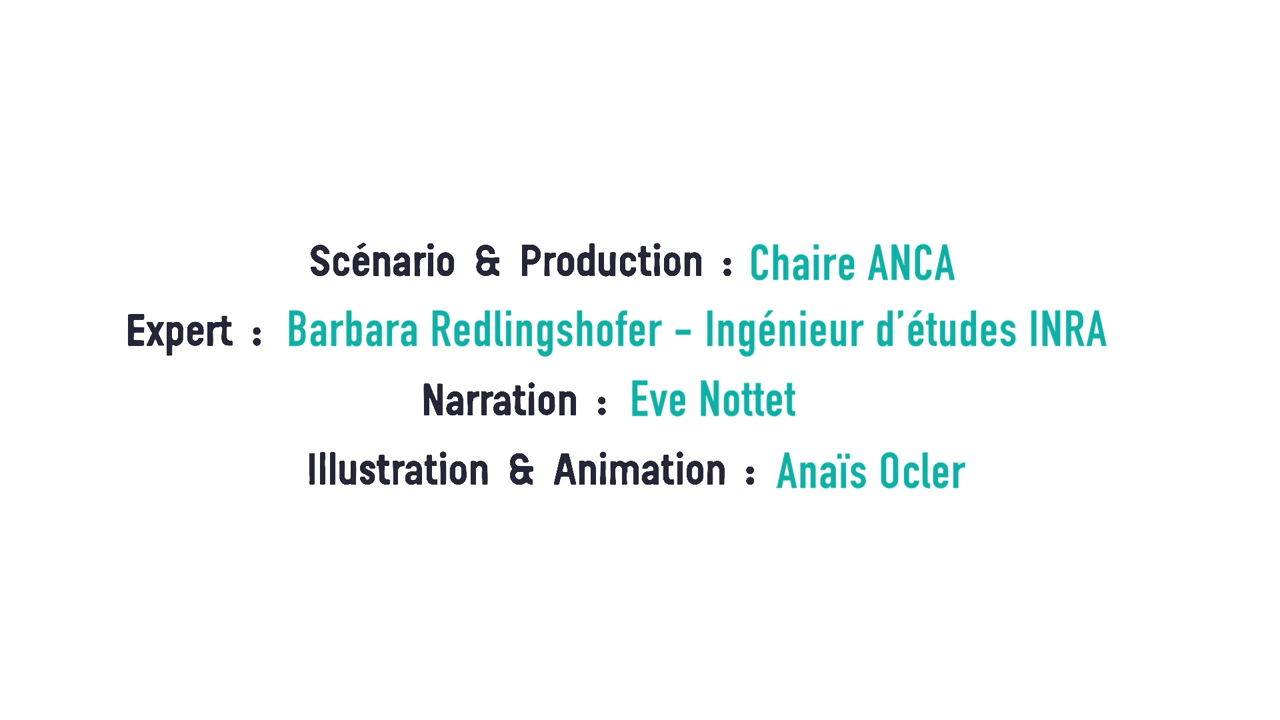 Scénario & Production : Chaire ANCA
Expert : Barbara Redlingshofer - Ingénieur d’études INRA
Narration : Eve Nottet
Illustration & Animation : Anaïs Ocler